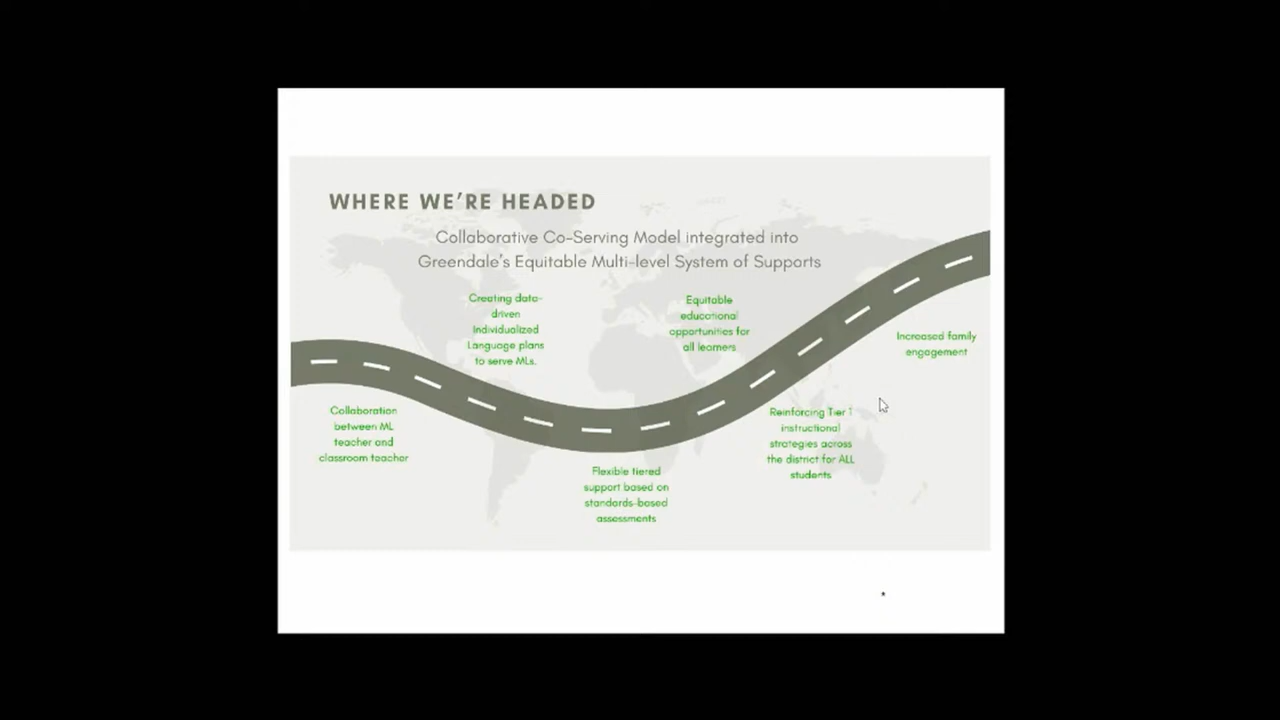 WHERE WE'RE HEADED
Collaborative Co-Serving Model integrated into
Greendale's Equitable Multi-level System of Supports
Creating data-
driven
Individualized
Language plans
to serve MLs.
Equitable
educational
opportunities for
all learners
Increased family
engagement
Collaboration
between ML
teacher and
classroom teacher
Flexible tiered
support based on
standards-based
assessments
Reinforcing Tier 1
instructional
strategies across
the district for ALL
students